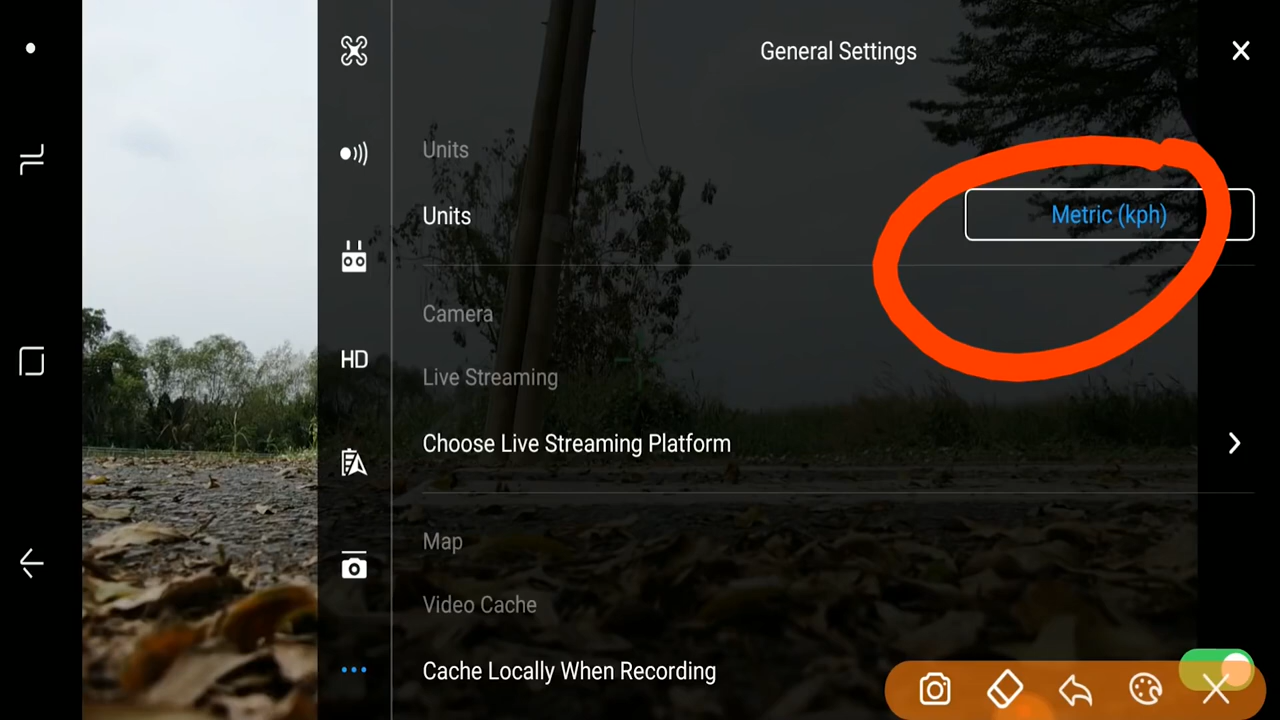 General Settings
Units
Units
Metric (kph)
Camera
HD
Live Streaming
Choose Live Streaming Platform
Map
Video Cache
Cache Locally When Recording